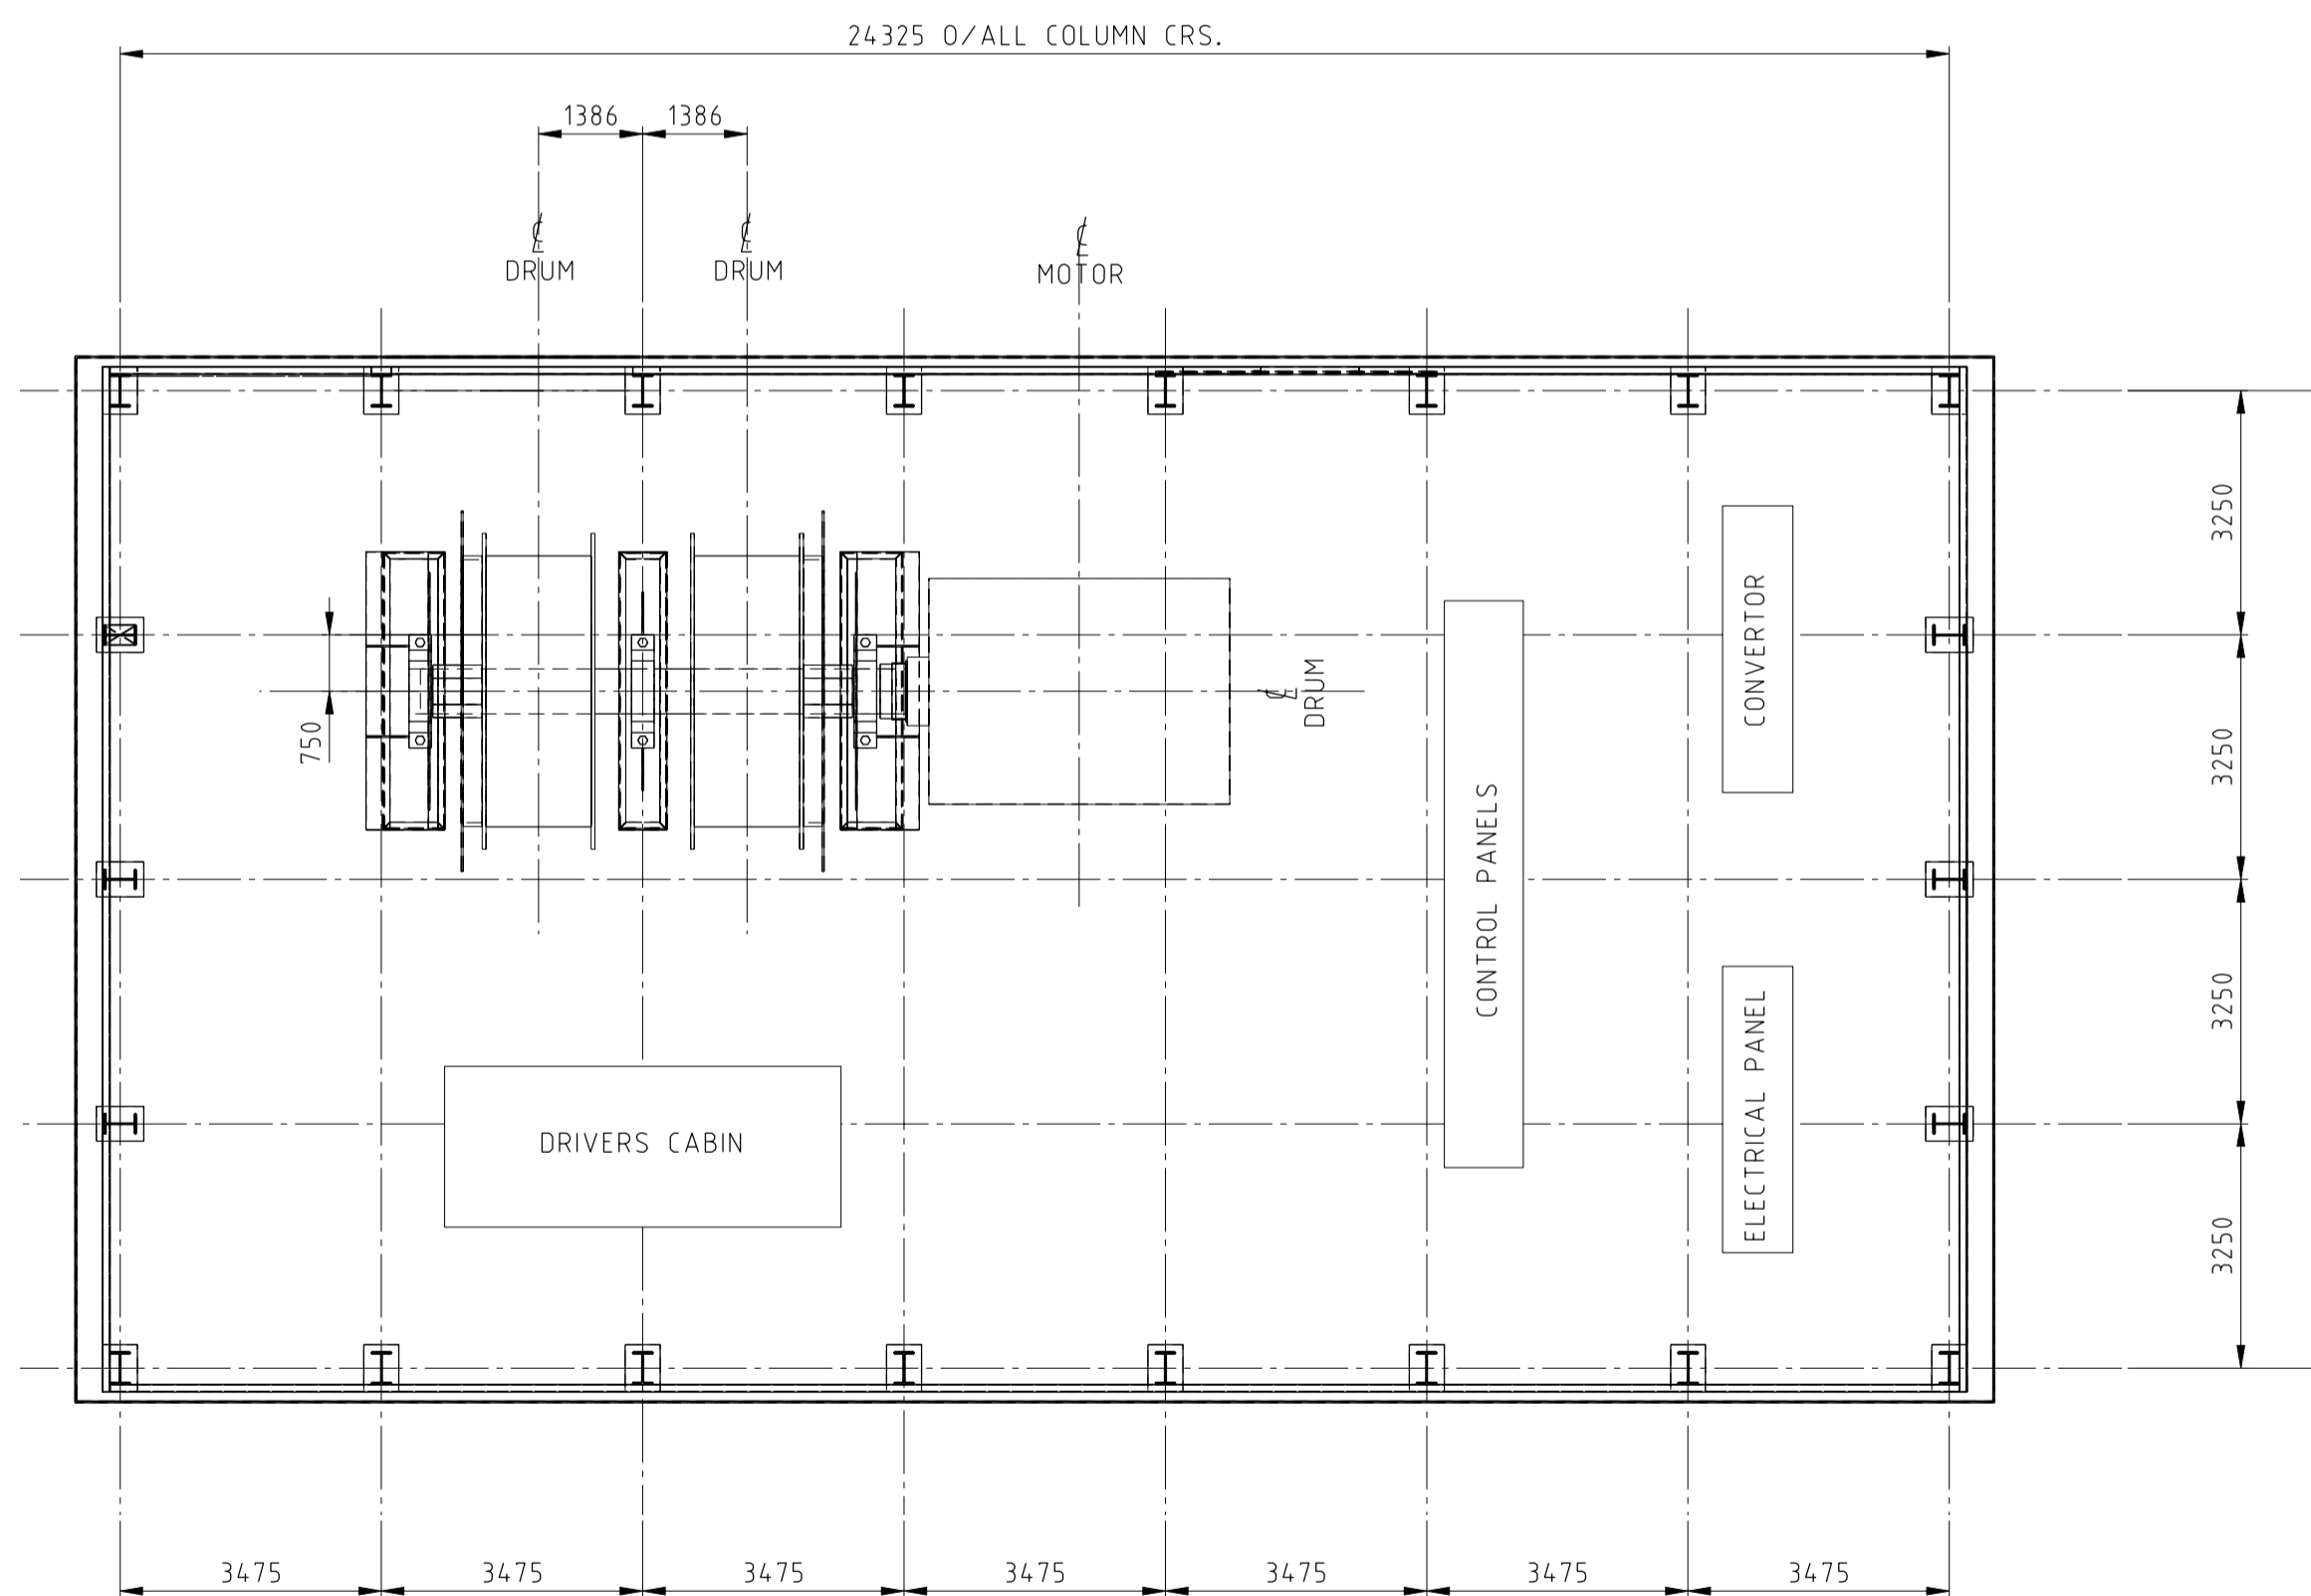 24325 O/ALL COLUMN CRS.
1386
1386
℄
DRUM
℄
DRUM
℄
MOTOR
3250
CONVERTOR
℄
DRUM
750
3250
CONTROL PANELS
3250
ELECTRICAL PANEL
DRIVERS CABIN
3250
3475
3475
3475
3475
3475
3475
3475